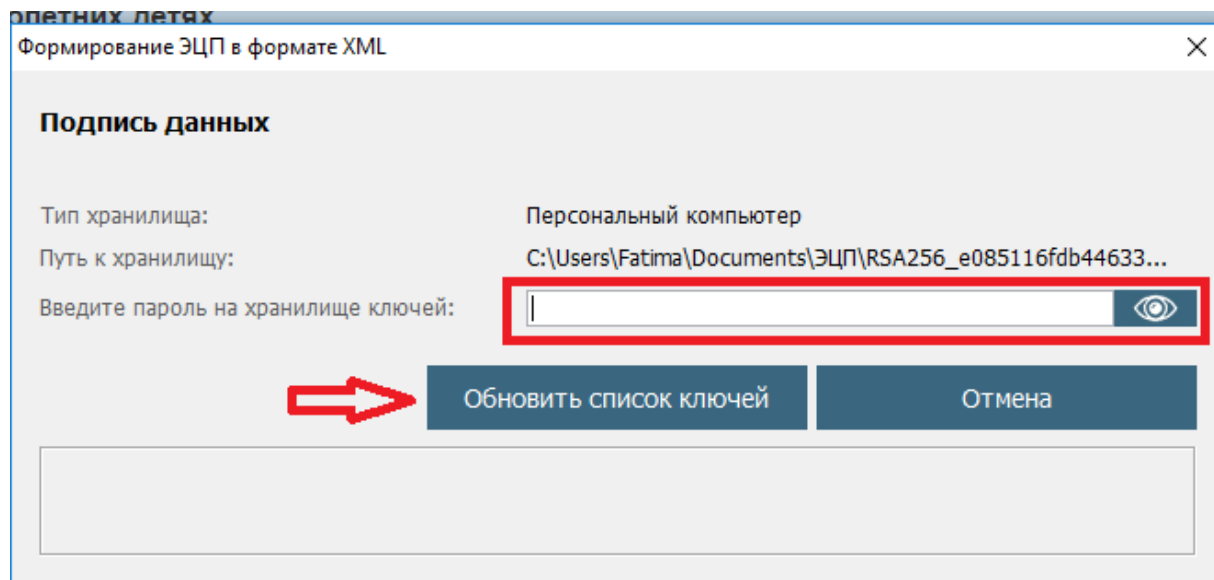 Формирование ЭЦП в формате XML
Подпись данных
Тип хранилища: Персональный компьютер
Путь к хранилищу: C:\Users\Fatima\Documents\ЭЦП\RSA256_e085116fdb44633...
Введите пароль на хранилище ключей:
Обновить список ключей Отмена